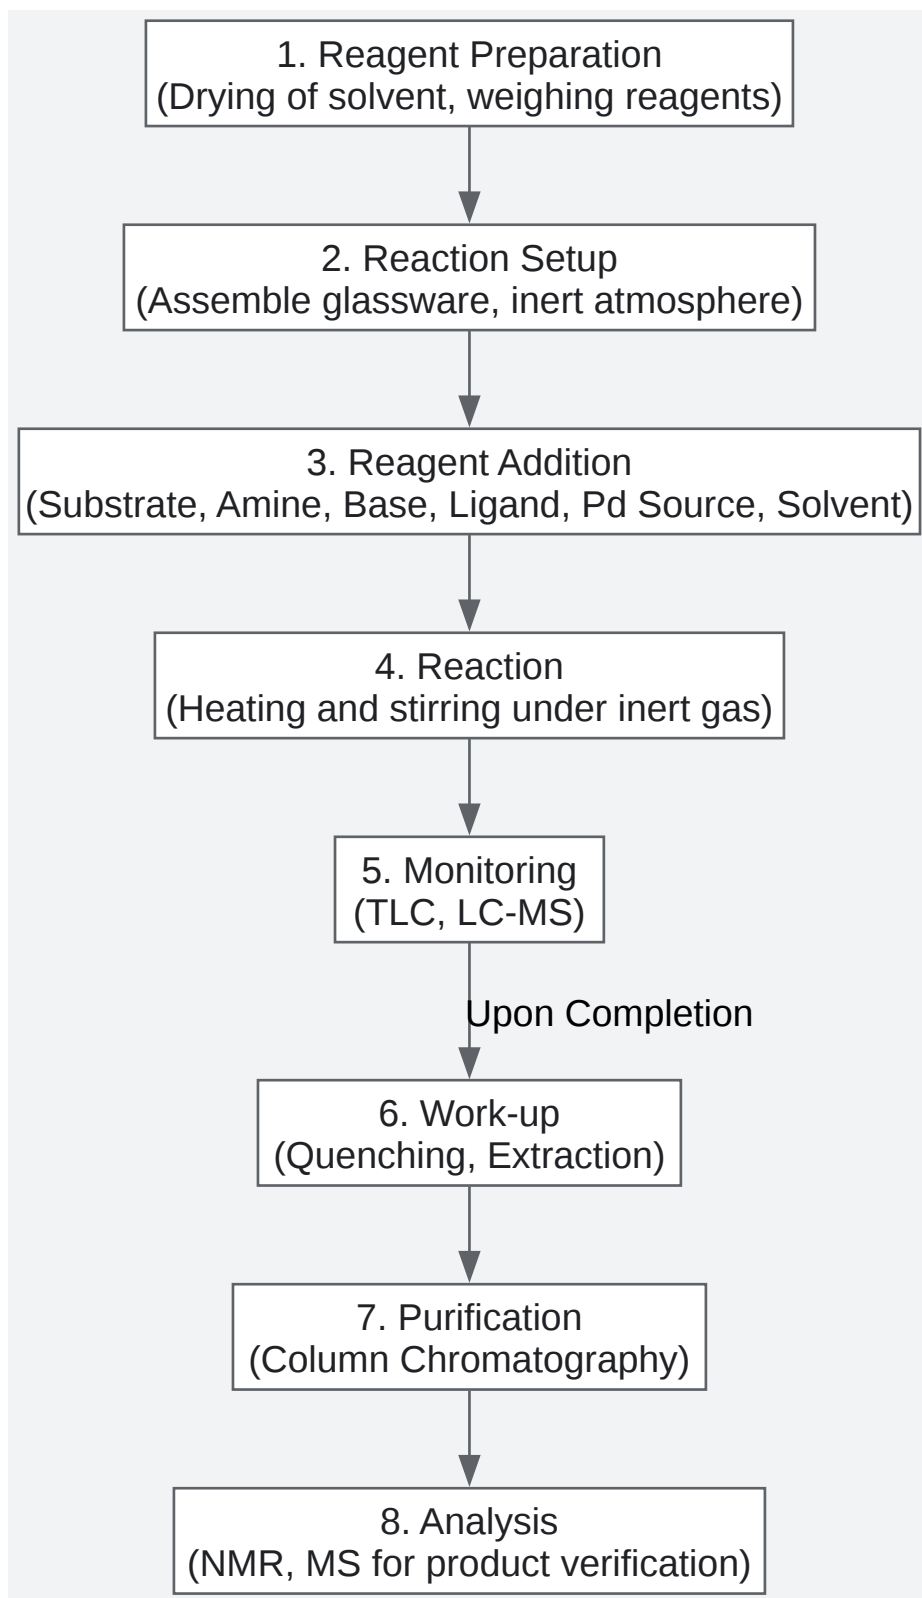 1. Reagent Preparation
(Drying of solvent, weighing reagents)
2. Reaction Setup
(Assemble glassware, inert atmosphere)
3. Reagent Addition
(Substrate, Amine, Base, Ligand, Pd Source, Solvent)
4. Reaction
(Heating and stirring under inert gas)
5. Monitoring
(TLC, LC-MS)
Upon Completion
6. Work-up
(Quenching, Extraction)
7. Purification
(Column Chromatography)
8. Analysis
(NMR, MS for product verification)